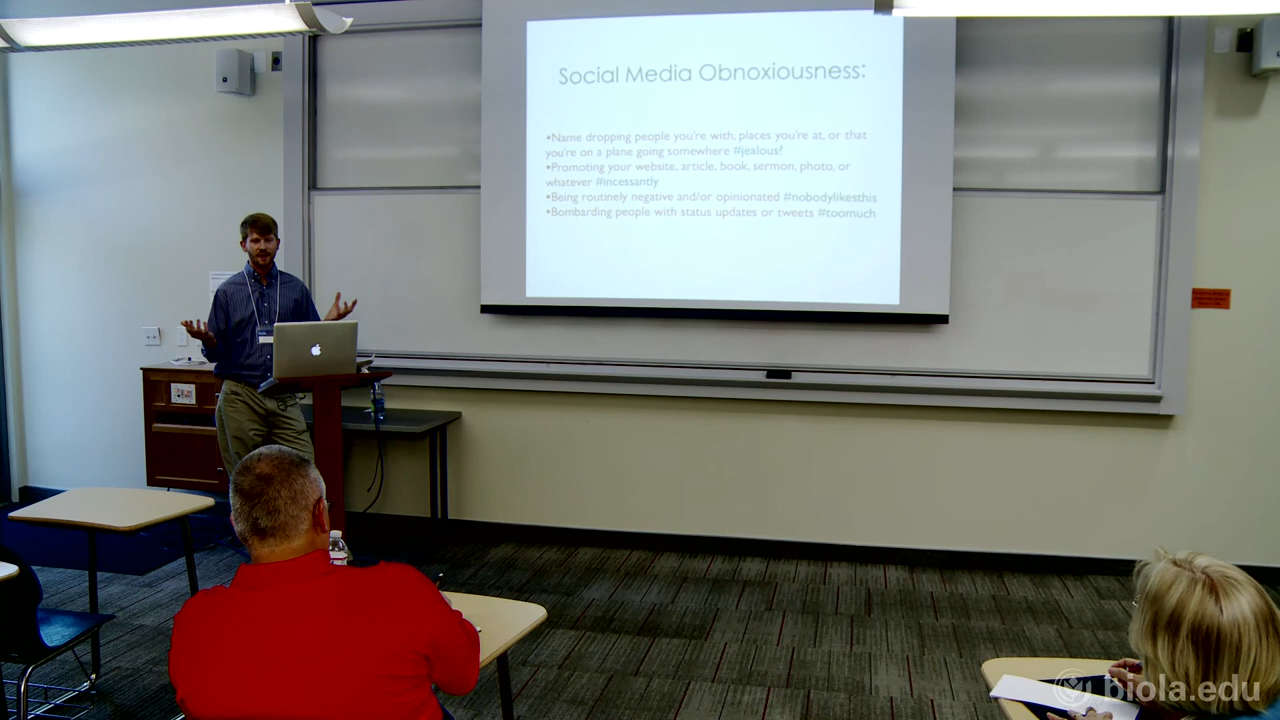 Social Media Obnoxiousness:
•Name dropping people you're with, places you're at, or that
you're on a plane going somewhere #jealous?
•Promoting your website, article, book, sermon, photo, or
whatever #incessantly
•Being routinely negative and/or opinionated #nobodylikesthis
•Bombarding people with status updates or tweets #toomuch
biola.edu